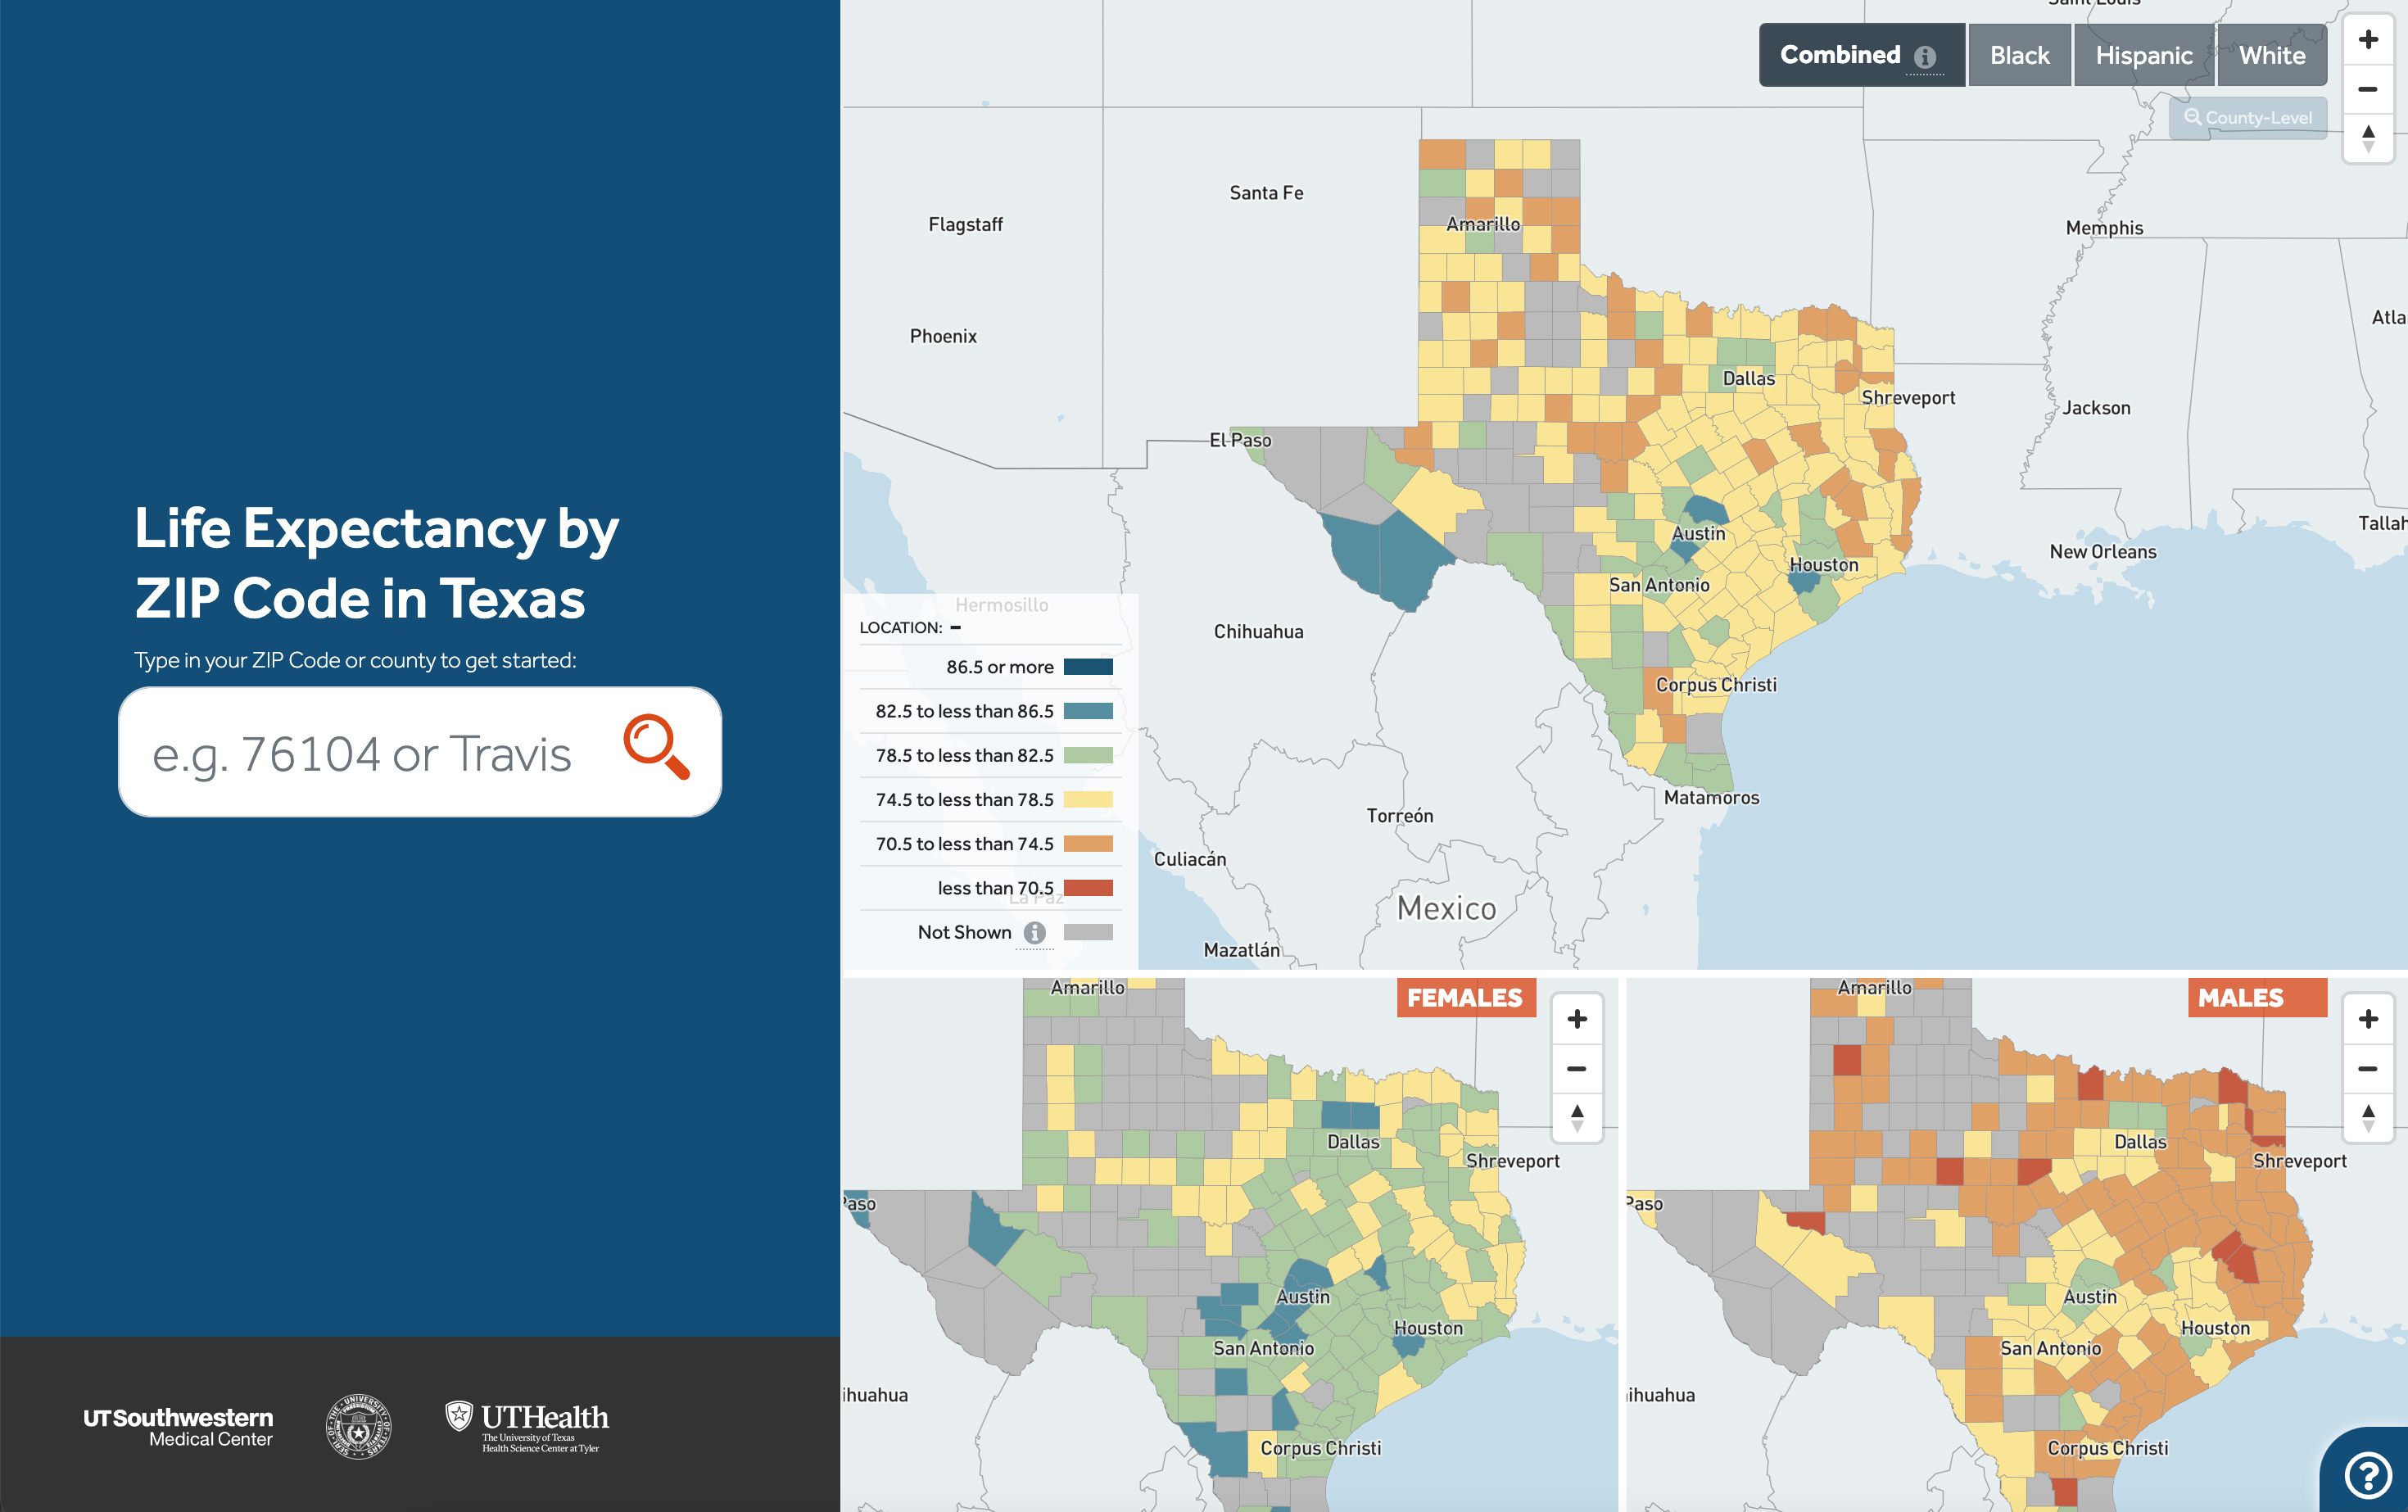 Life Expectancy by
ZIP Code in Texas
Type in your ZIP Code or county to get started:
e.g. 76104 or Travis
UTSouthwestern
Medical Center
UTHealth
The University of Texas
Health Science Center at Tyler
Saint Louis
Combined
Black
Hispanic
White
County-Level
Santa Fe
Flagstaff
Amarillo
Memphis
Atla
Phoenix
Dallas
Shreveport
Jackson
El Paso
Austin
Tallah
New Orleans
Houston
San Antonio
Hermosillo
Chihuahua
Corpus Christi
Matamoros
Torreón
Culiacán
Mexico
La Paz
Mazatlán
LOCATION: –
86.5 or more
82.5 to less than 86.5
78.5 to less than 82.5
74.5 to less than 78.5
70.5 to less than 74.5
less than 70.5
Not Shown
FEMALES
Amarillo
Dallas
Shreveport
Paso
Austin
Houston
San Antonio
ihuahua
Corpus Christi
MALES
Amarillo
Dallas
Shreveport
Paso
Austin
Houston
San Antonio
ihuahua
Corpus Christi